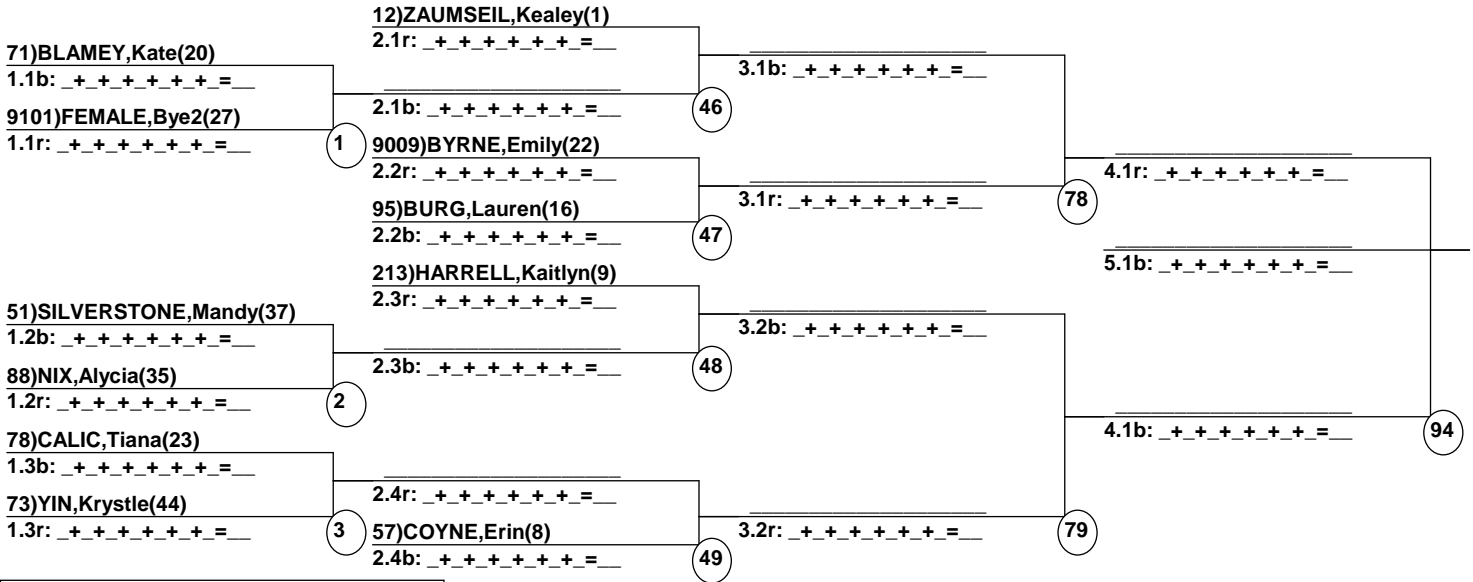 71)BLAMEY,Kate(20)
1.1b: _+_+_+_+_+_=__
9101)FEMALE,Bye2(27)
1.1r: _+_+_+_+_+_=__
1
51)SILVERSTONE,Mandy(37)
1.2b: _+_+_+_+_+_=__
88)NIX,Alycia(35)
1.2r: _+_+_+_+_+_=__
2
78)CALIC,Tiana(23)
1.3b: _+_+_+_+_+_=__
73)YIN,Krystle(44)
1.3r: _+_+_+_+_+_=__
3
12)ZAUMSEIL,Kealey(1)
2.1r: _+_+_+_+_+_=__
2.1b: _+_+_+_+_+_=__
46
9009)BYRNE,Emily(22)
2.2r: _+_+_+_+_+_=__
95)BURG,Lauren(16)
2.2b: _+_+_+_+_+_=__
47
213)HARRELL,Kaitlyn(9)
2.3r: _+_+_+_+_+_=__
2.3b: _+_+_+_+_+_=__
48
2.4r: _+_+_+_+_+_=__
57)COYNE,Erin(8)
2.4b: _+_+_+_+_+_=__
49
3.1b: _+_+_+_+_+_=__
3.1r: _+_+_+_+_+_=__
78
3.2b: _+_+_+_+_+_=__
3.2r: _+_+_+_+_+_=__
79
4.1r: _+_+_+_+_+_=__
5.1b: _+_+_+_+_+_=__
4.1b: _+_+_+_+_+_=__
94